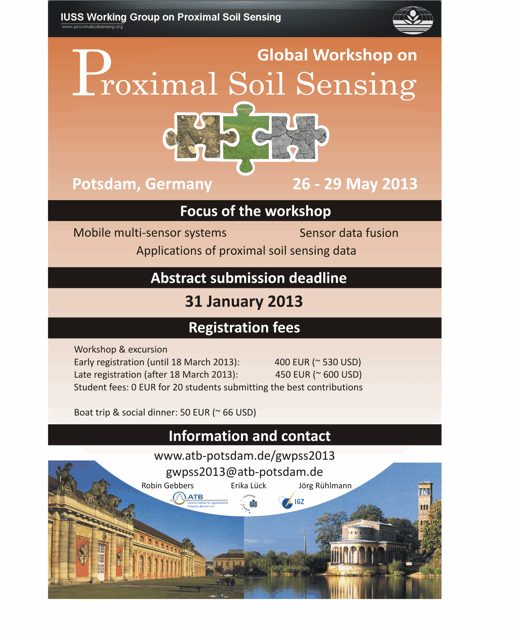 IUSS Working Group on Proximal Soil Sensing
www.proximalsoilsensing.org
Global Workshop on
Proximal Soil Sensing
Potsdam, Germany 26 - 29 May 2013
Focus of the workshop
Mobile multi-sensor systems Sensor data fusion
Applications of proximal soil sensing data
Abstract submission deadline
31 January 2013
Registration fees
Workshop & excursion
Early registration (until 18 March 2013): 400 EUR (~ 530 USD)
Late registration (after 18 March 2013): 450 EUR (~ 600 USD)
Student fees: 0 EUR for 20 students submitting the best contributions
Boat trip & social dinner: 50 EUR (~ 66 USD)
Information and contact
www.atb-potsdam.de/gwpss2013
gwpss2013@atb-potsdam.de
Robin Gebbers Erika Lück Jörg Rühlmann
ATB
IGZ